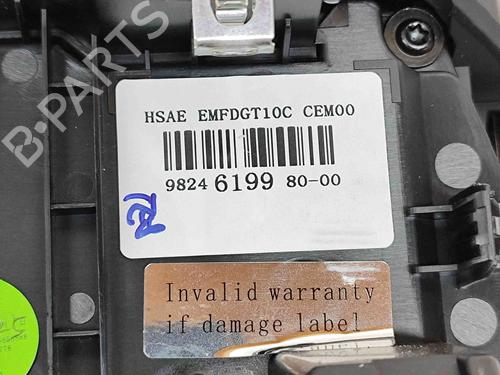 B-PARTS
HSAE EMFDGT10C CEM00
9824 6199 80-00
Invalid warranty
if damage label